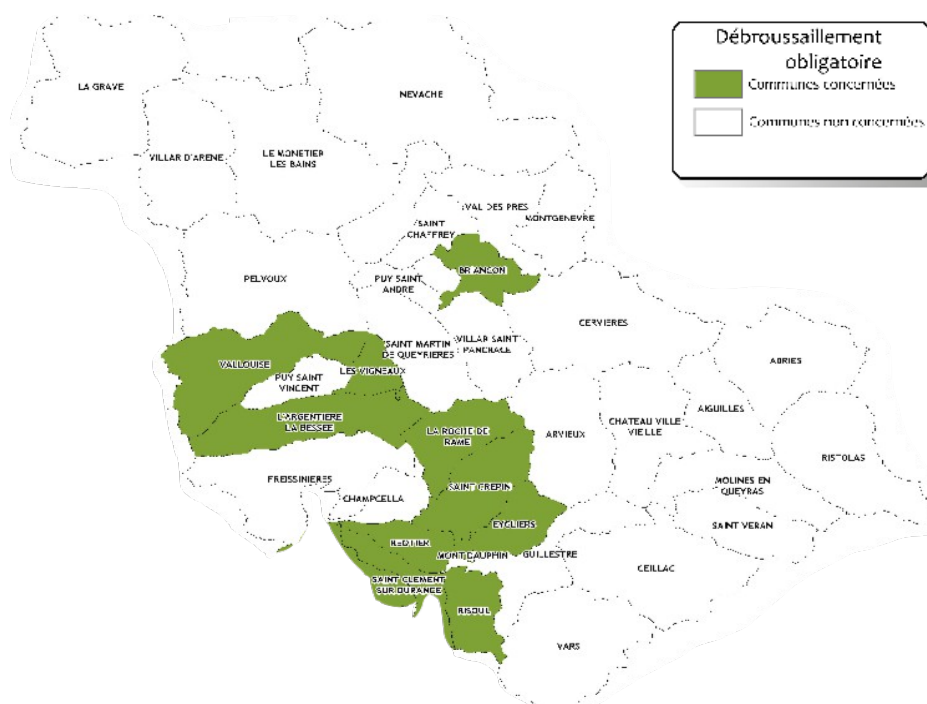 Débroussaillement
obligatoire
Communes concernées
Communes non concernées
LA GRAVE
NEVACHE
VILLAR D'ARENE
LE MONETIER
LES BAINS
VAL DES PRES
MONTGENEVRE
SAINT
CHAFFREY
BRIANCON
PELVOUX
PUY SAINT
ANDRE
CERVIERES
SAINT MARTIN
DE QUEYRIERES
VILLAR SAINT
PANCRACE
ABRIES
VALLOUISE
LES VIGNEAUX
PUY SAINT
VINCENT
AIGUILLES
L'ARGENTIERE
LA BESSEE
CHATEAU VILLE
VIEILLE
LA ROCHE DE
RAME
ARVIEUX
RISTOLAS
FREISSINIERES
MOLINES EN
QUEYRAS
SAINT CREPIN
CHAMPCELLA
EYGLIERS
SAINT VERAN
REOTIER
MONT DAUPHIN
GUILLESTRE
CEILLAC
SAINT CLEMENT
SUR DURANCE
RISOUL
VARS